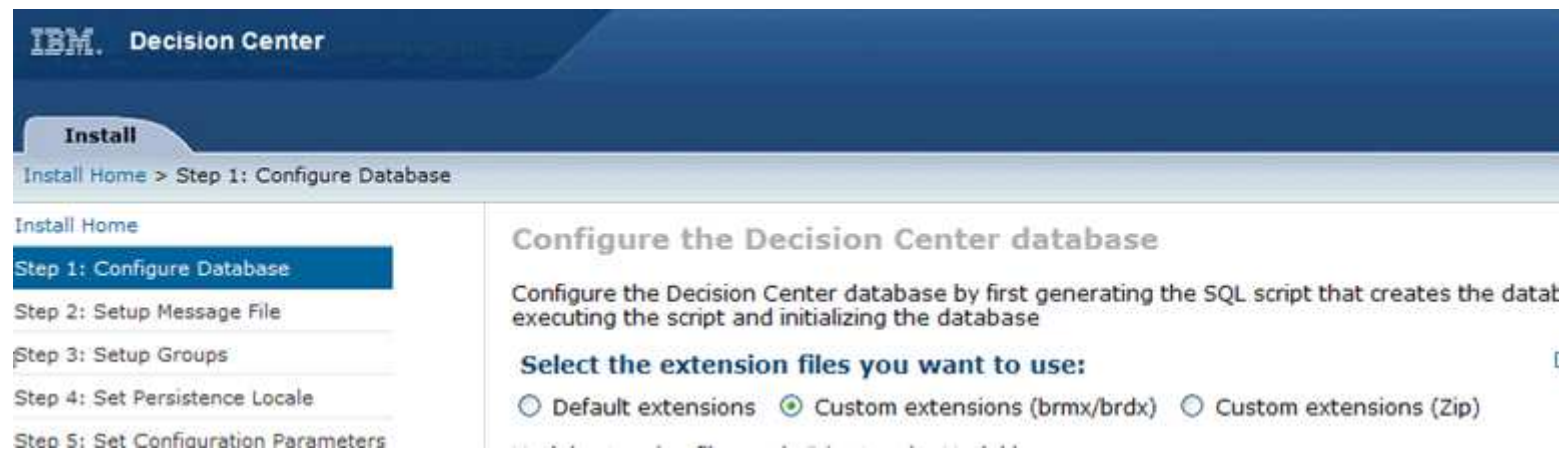 IBM. Decision Center
Install
Install Home > Step 1: Configure Database
Install Home
Step 1: Configure Database
Step 2: Setup Message File
Step 3: Setup Groups
Step 4: Set Persistence Locale
Step 5: Set Configuration Parameters
Configure the Decision Center database
Configure the Decision Center database by first generating the SQL script that creates the datab
executing the script and initializing the database
Select the extension files you want to use:
Default extensions Custom extensions (brmx/brdx) Custom extensions (Zip)